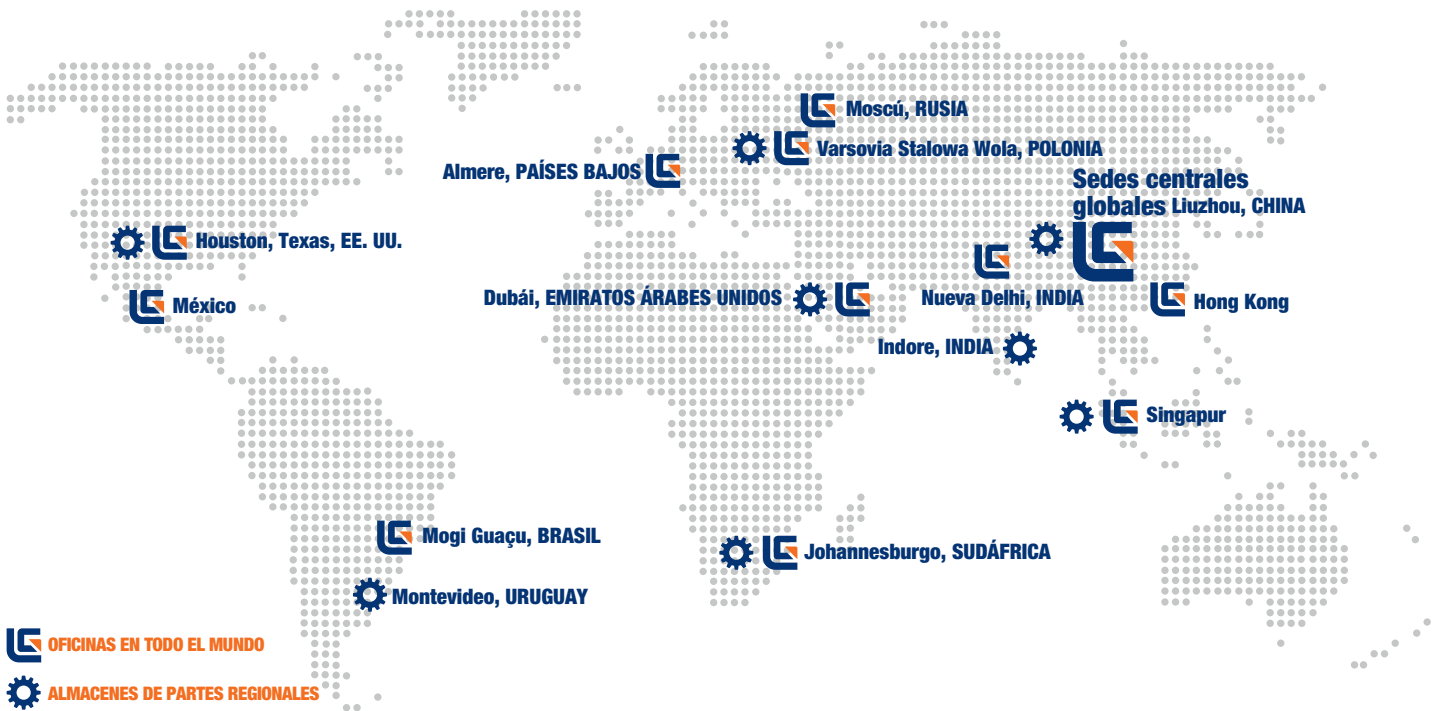 Moscú, RUSIA
Varsovia Stalowa Wola, POLONIA
Almere, PAÍSES BAJOS
Sedes centrales
globales Liuzhou, CHINA
Houston, Texas, EE. UU.
México
Dubái, EMIRATOS ÁRABES UNIDOS
Nueva Delhi, INDIA
Hong Kong
Indore, INDIA
Singapur
Mogi Guaçu, BRASIL
Johannesburgo, SUDÁFRICA
Montevideo, URUGUAY
OFICINAS EN TODO EL MUNDO
ALMACENES DE PARTES REGIONALES